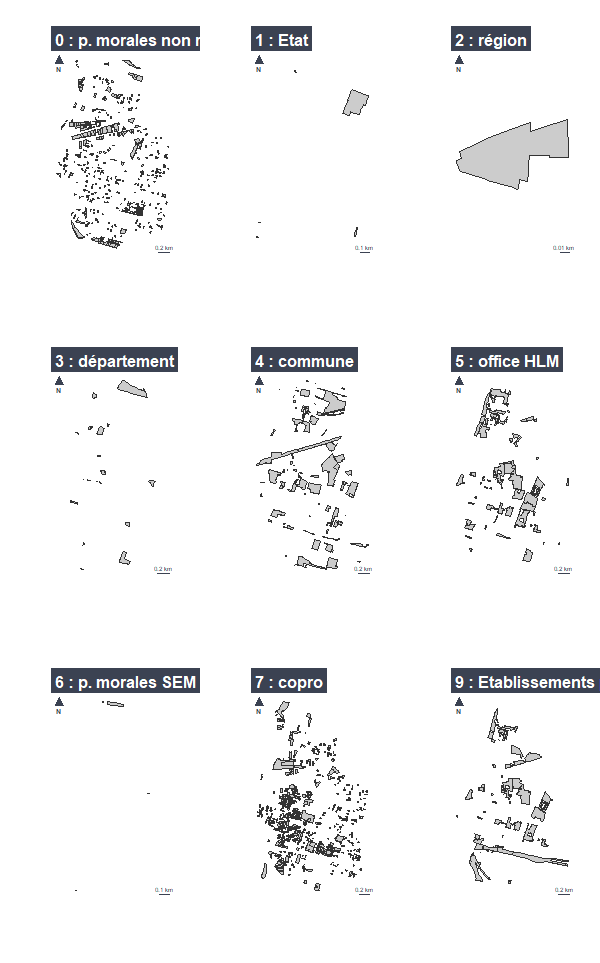 0 : p. morales non r
N
0.2 km
1 : Etat
N
0.1 km
2 : région
N
0.01 km
3 : département
N
0.2 km
4 : commune
N
0.2 km
5 : office HLM
N
0.2 km
6 : p. morales SEM
N
0.1 km
7 : copro
N
0.2 km
9 : Etablissements
N
0.2 km